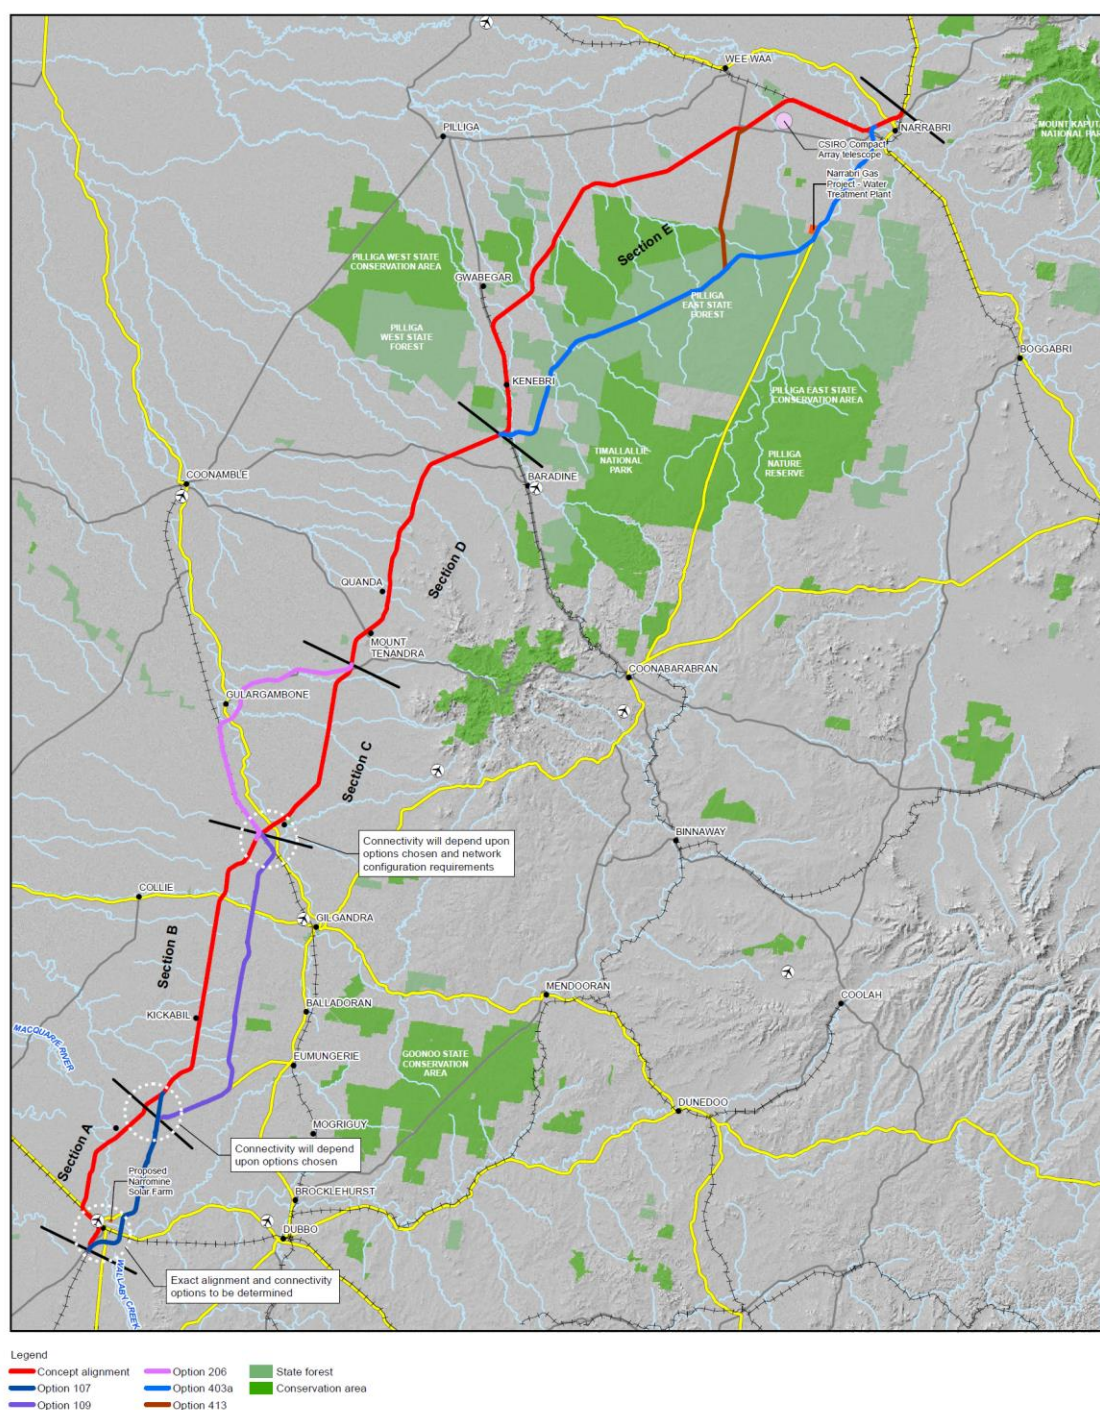 WEE WAA
PILLIGA
NARRABRI
MOUNT KAPUT
NATIONAL PAR
CSIRO Compact
Array telescope
Narrabri Gas
Project - Water
Treatment Plant
Section E
PILLIGA WEST STATE
CONSERVATION AREA
GWABEGAR
PILLIGA
EAST STATE
FOREST
PILLIGA
WEST STATE
FOREST
BOGGABRI
KENEBRI
PILLIGA EAST STATE
CONSERVATION AREA
TIMALLALLIE
NATIONAL
PARK
PILLIGA
NATURE
RESERVE
COONAMBLE
BARADINE
Section D
QUANDA
MOUNT
TENANDRA
COONABARABRAN
GULARGAMBONE
Section C
Connectivity will depend upon
options chosen and network
configuration requirements
BINNAWAY
COLLIE
GILGANDRA
Section B
MENDOORAN
COOLAH
BALLADORAN
KICKABIL
MACQUARIE RIVER
EUMUNGERIE
GOONOO STATE
CONSERVATION
AREA
DUNEDOO
MOGRIGUY
Section A
Connectivity will depend
upon options chosen
Proposed
Narromine
Solar Farm
BROCKLEHURST
DUBBO
WALLABY CREEK
Exact alignment and connectivity
options to be determined
Legend
Concept alignment
Option 107
Option 109
Option 206
Option 403a
Option 413
State forest
Conservation area